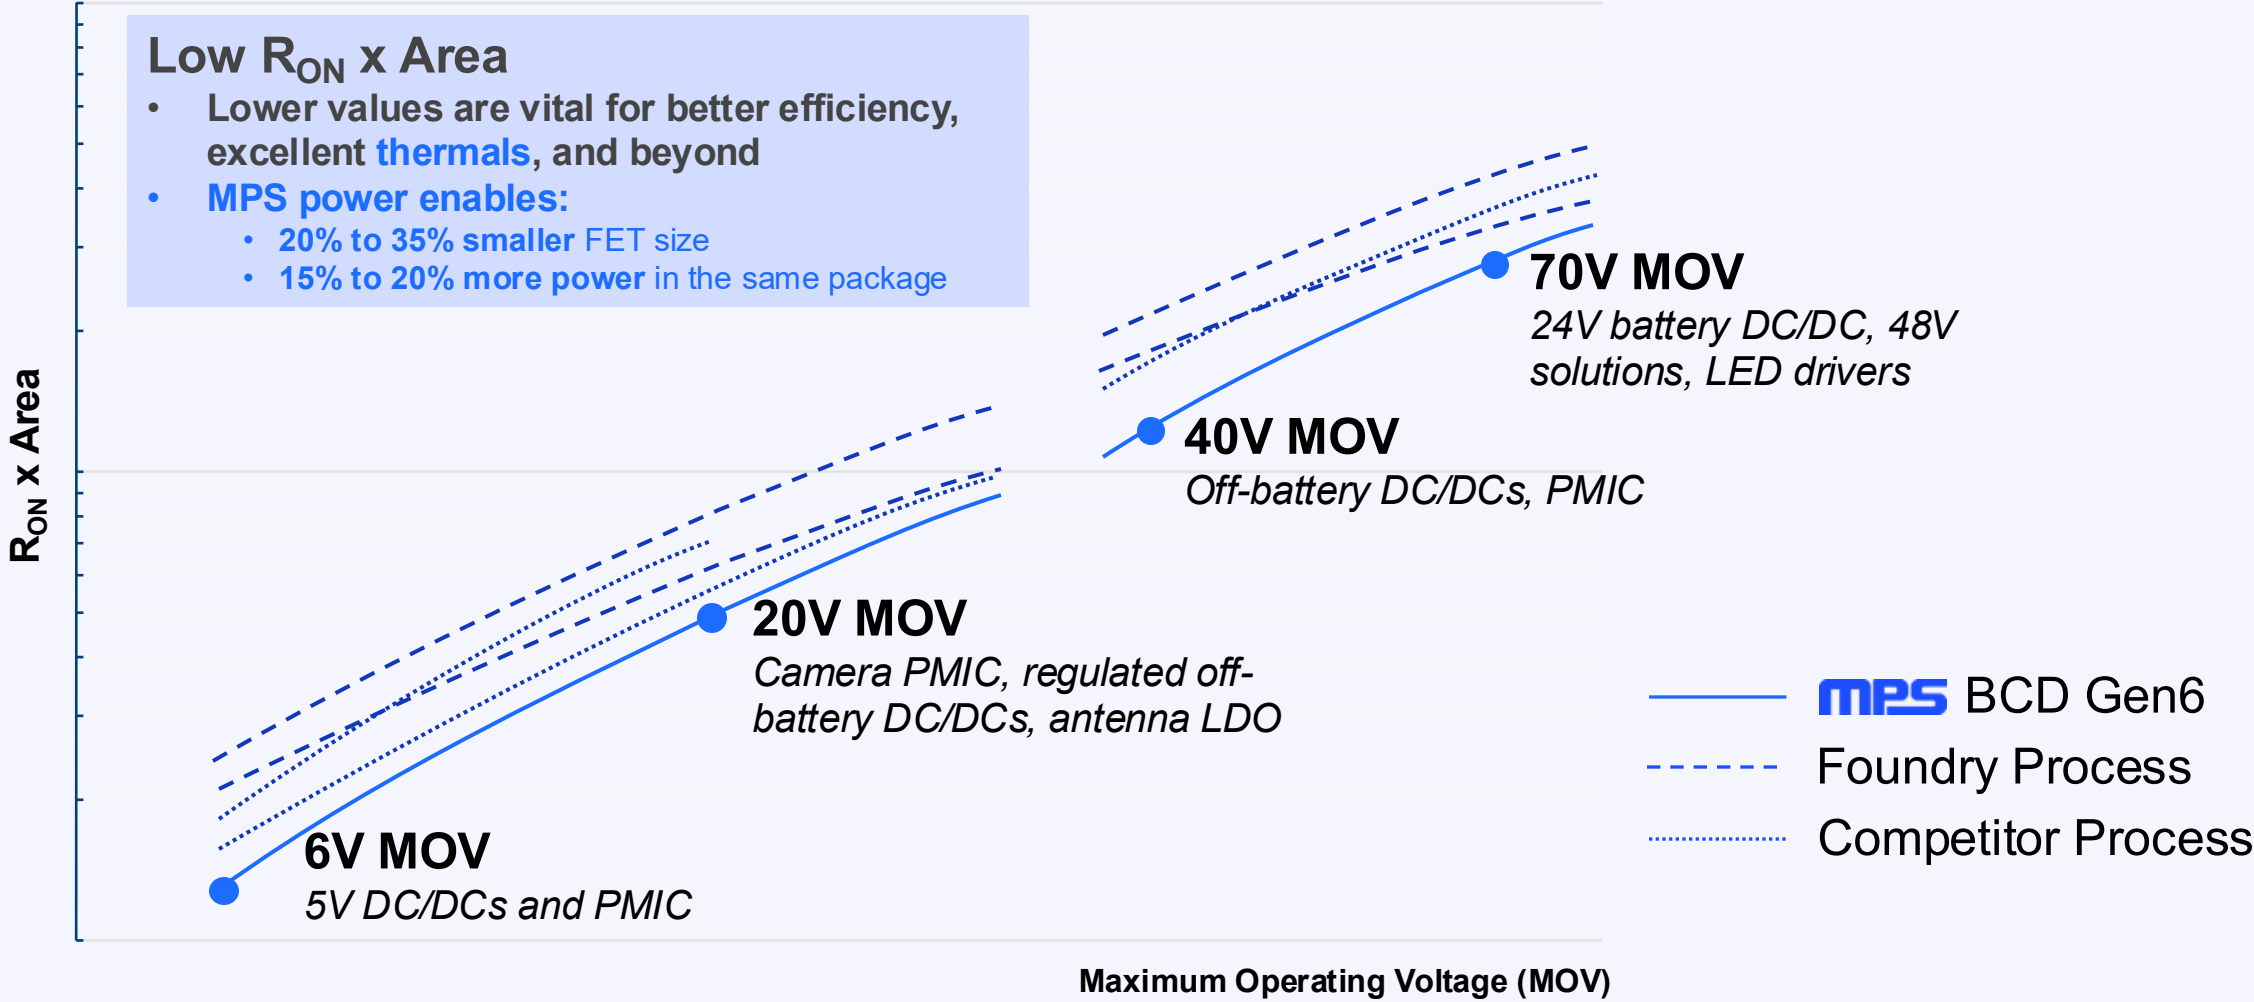 Low RON x Area
• Lower values are vital for better efficiency,
excellent thermals, and beyond
• MPS power enables:
• 20% to 35% smaller FET size
• 15% to 20% more power in the same package
RON x Area
70V MOV
24V battery DC/DC, 48V
solutions, LED drivers
40V MOV
Off-battery DC/DCs, PMIC
20V MOV
Camera PMIC, regulated off-
battery DC/DCs, antenna LDO
6V MOV
5V DC/DCs and PMIC
mps BCD Gen6
Foundry Process
Competitor Process
Maximum Operating Voltage (MOV)